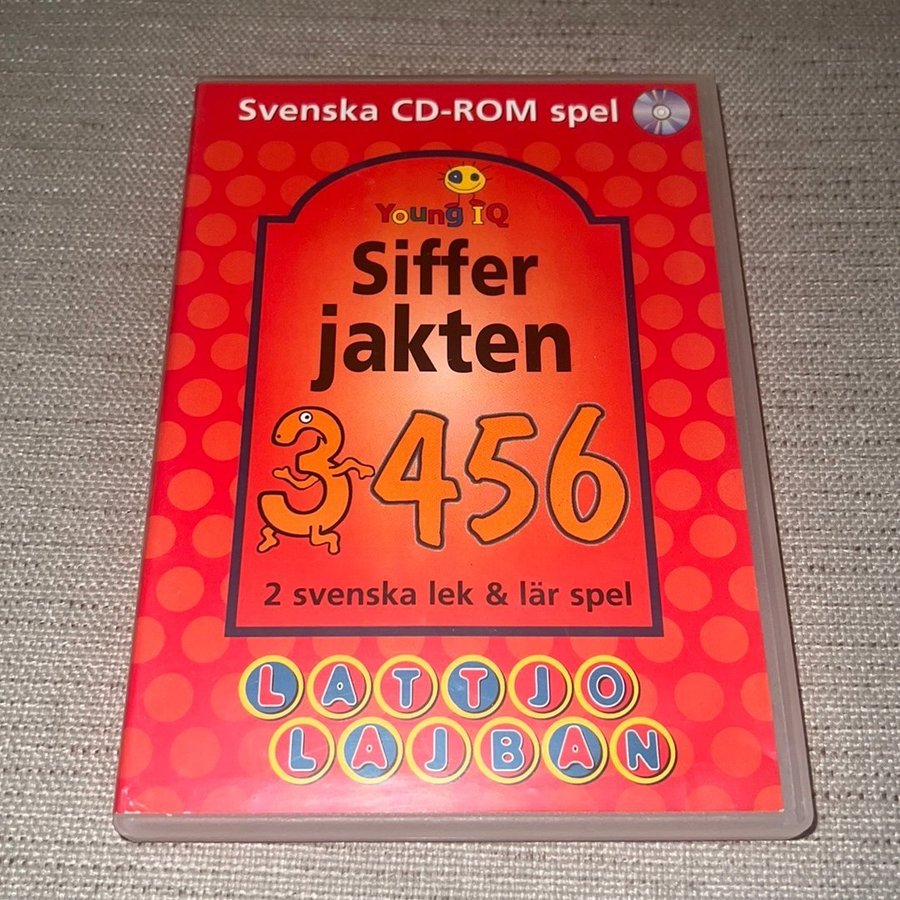 Svenska CD-ROM spel
Young IQ
Siffer
jakten
3456
2 svenska lek & lär spel
LATTJO
LAJBAN